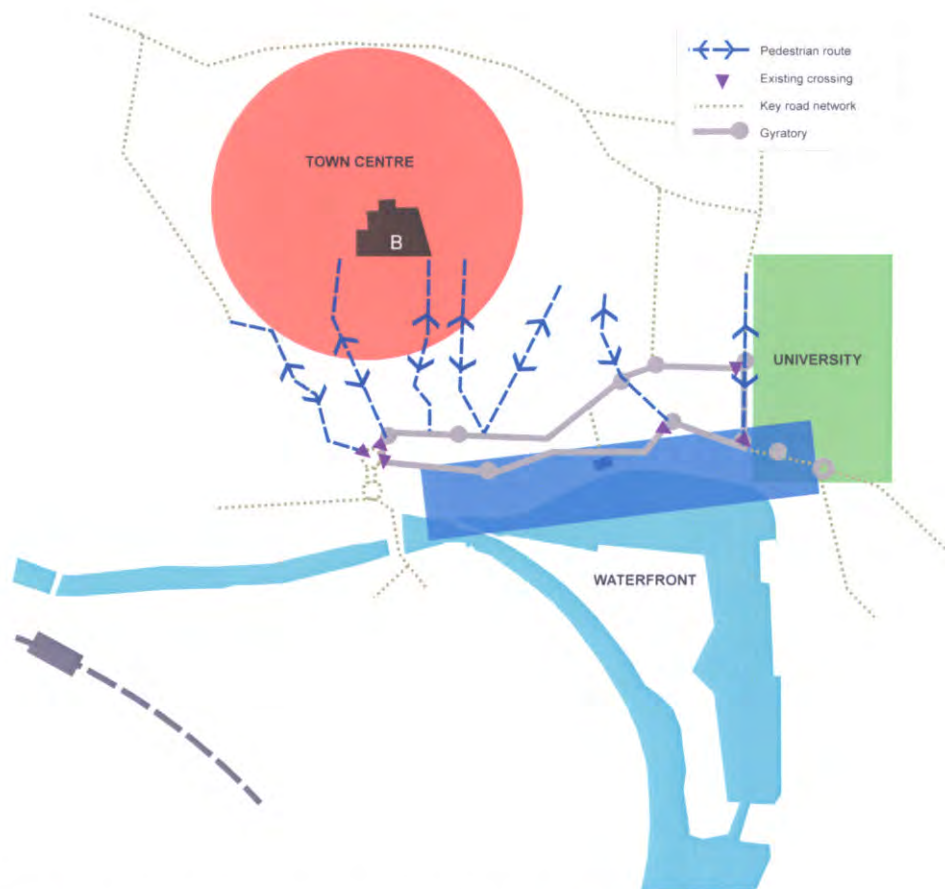 Pedestrian route
Existing crossing
Key road network
Gyratory
TOWN CENTRE
B
UNIVERSITY
WATERFRONT